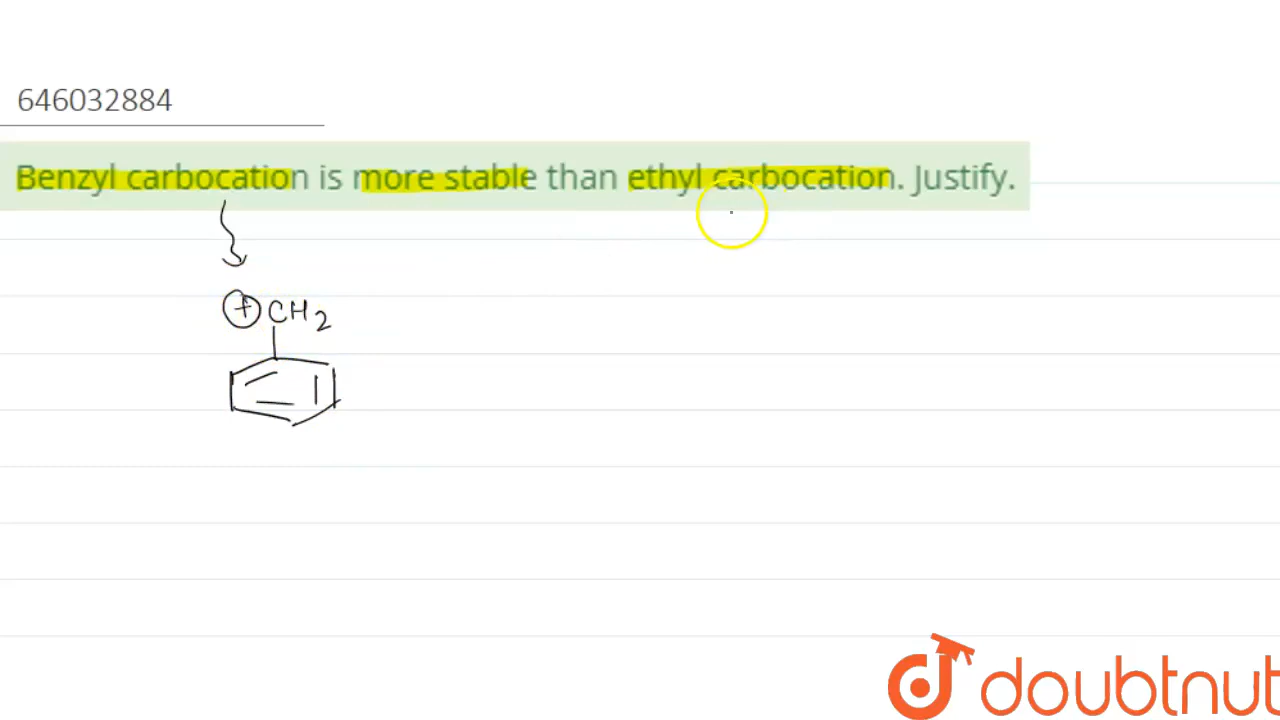 646032884
Benzyl carbocation is more stable than ethyl carbocation. Justify.
⊕CH2
doubtnut